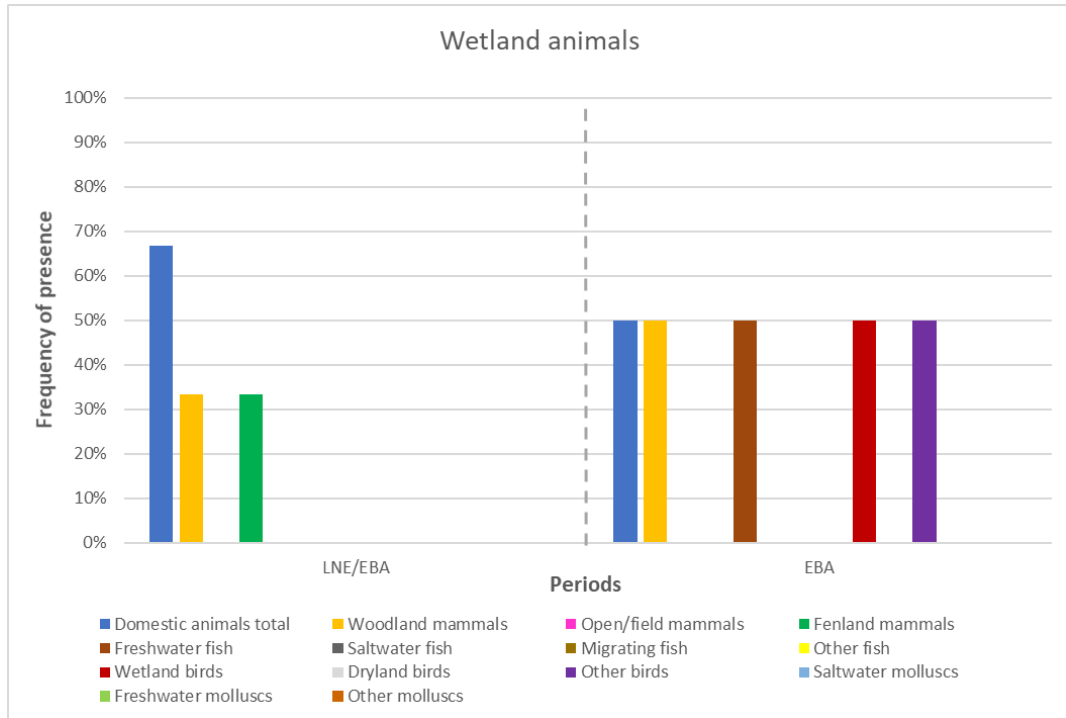 Wetland animals
100%
90%
80%
70%
60%
50%
40%
30%
20%
10%
0%
Frequency of presence
LNE/EBA EBA
Periods
Domestic animals total Woodland mammals Open/field mammals Fenland mammals
Freshwater fish Saltwater fish Migrating fish Other fish
Wetland birds Dryland birds Other birds Saltwater molluscs
Freshwater molluscs Other molluscs